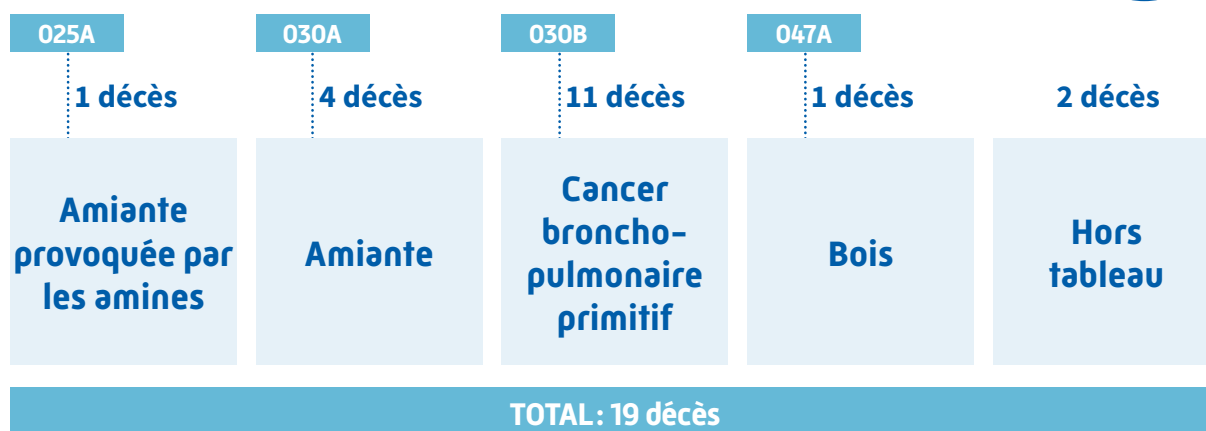 025A
030A
030B
047A
1 décès
4 décès
11 décès
1 décès
2 décès
Amiante
provoquée par
les amines
Amiante
Cancer
broncho-
pulmonaire
primitif
Bois
Hors
tableau
TOTAL : 19 décès